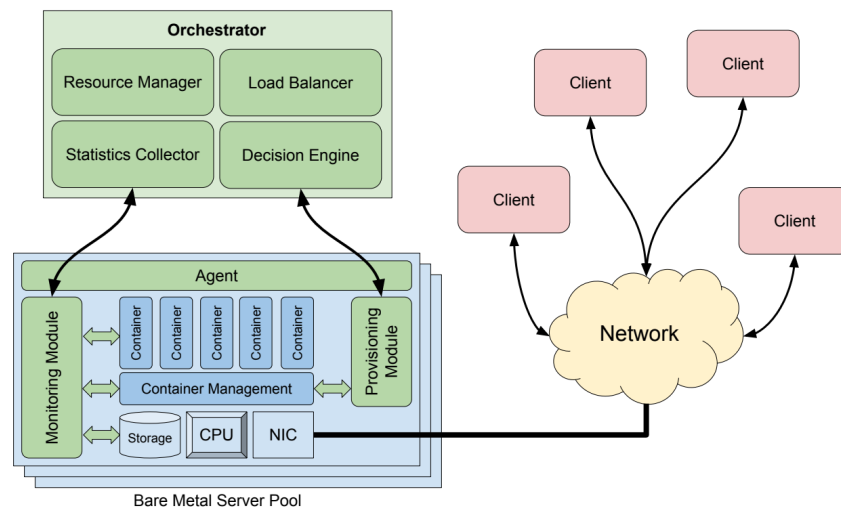 Orchestrator
Resource Manager
Load Balancer
Statistics Collector
Decision Engine
Client
Client
Client
Client
Agent
Monitoring Module
Container
Container
Container
Container
Container
Provisioning
Module
Container Management
Storage
CPU
NIC
Network
Bare Metal Server Pool